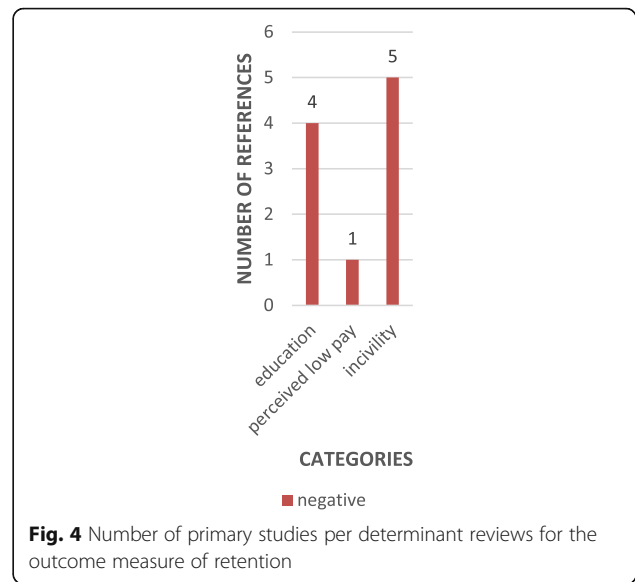 6
5
4
3
2
1
0
NUMBER OF REFERENCES
4
1
5
education
perceived low pay
incivility
CATEGORIES
negative
Fig. 4 Number of primary studies per determinant reviews for the
outcome measure of retention